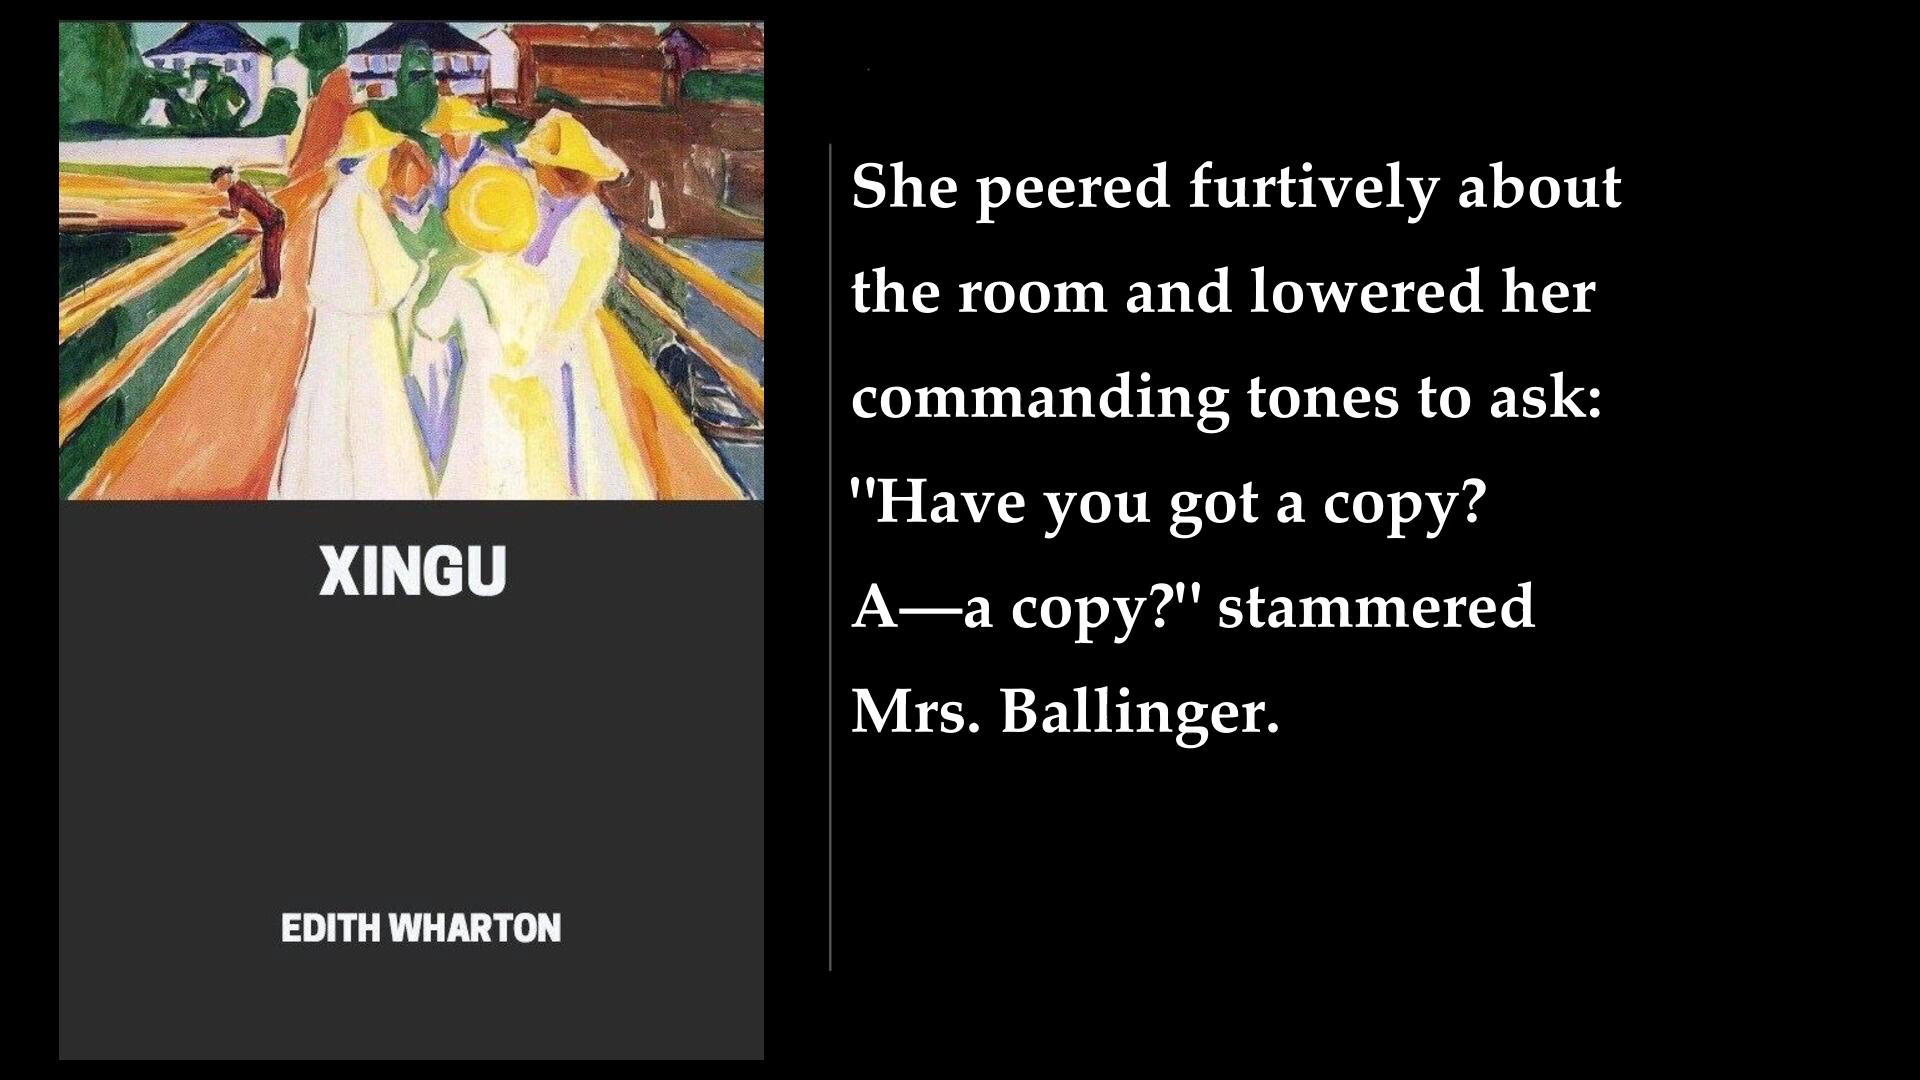 XINGU
EDITH WHARTON
She peered furtively about
the room and lowered her
commanding tones to ask:
"Have you got a copy?
A—a copy?" stammered
Mrs. Ballinger.